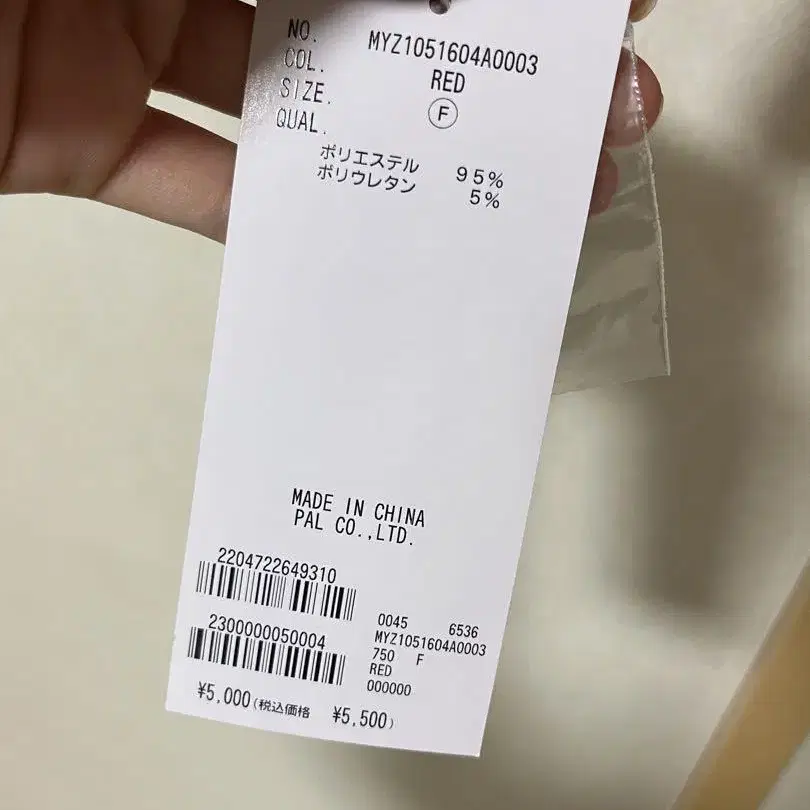 NO. MYZ1051604A0003
COL. RED
SIZE. F
QUAL.
ポリエステル 95%
ポリウレタン 5%
MADE IN CHINA
PAL CO.,LTD.
2204722649310
2300000050004
0045 6536
MYZ1051604A0003
750 F
RED
000000
¥5,000(税込価格 ¥5,500)